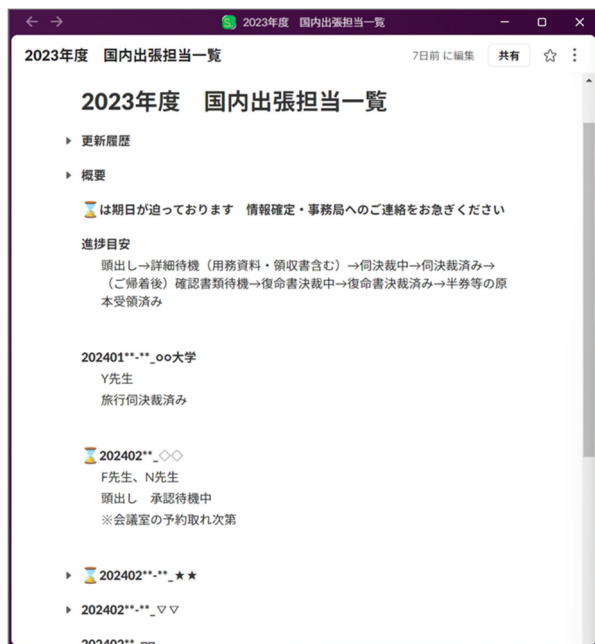 2023年度　国内出張担当一覧
2023年度　国内出張担当一覧
7日前 に編集
共有
2023年度　国内出張担当一覧
更新履歴
概要
⌛は期日が迫っております　情報確定・事務局へのご連絡をお急ぎください
進捗目安
頭出し→詳細待機（用務資料・領収書含む）→伺決裁中→伺決裁済み→
（ご帰着後）確認書類待機→復命書決裁中→復命書決裁済み→半券等の原
本受領済み
202401**-**_oo大学
Y先生
旅行伺決裁済み
⌛202402**_◇◇
F先生、N先生
頭出し　承認待機中
※会議室の予約取れ次第
⌛202402**-**_★★
202402**-**_▽▽